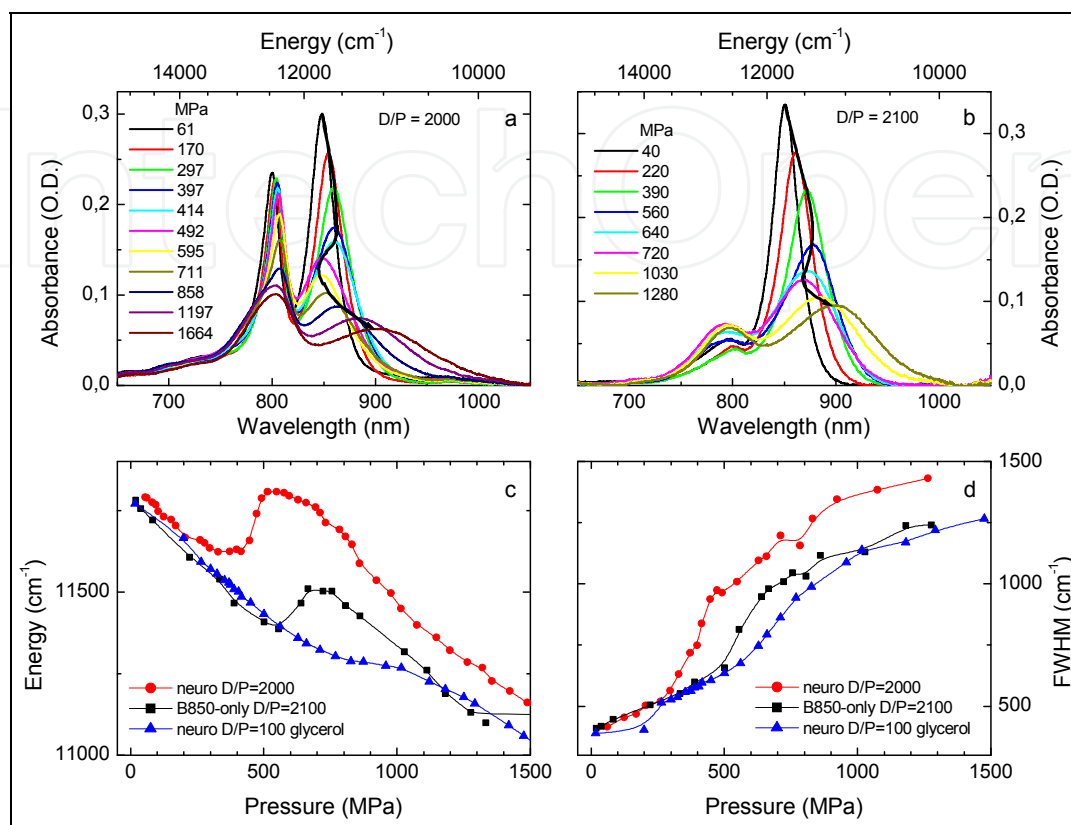 Energy (cm⁻¹)
14000 12000 10000
0,3
0,2
0,1
0,0
Absorbance (O.D.)
MPa
61
170
297
397
414
492
595
711
858
1197
1664
D/P = 2000
a
700 800 900 1000
Wavelength (nm)
Energy (cm⁻¹)
14000 12000 10000
MPa
40
220
390
560
640
720
1030
1280
D/P = 2100
b
0,3
0,2
0,1
0,0
Absorbance (O.D.)
700 800 900 1000
Wavelength (nm)
c
11500
11000
Energy (cm⁻¹)
neuro D/P=2000
B850-only D/P=2100
neuro D/P=100 glycerol
0 500 1000 1500
Pressure (MPa)
d
1500
1000
500
FWHM (cm⁻¹)
neuro D/P=2000
B850-only D/P=2100
neuro D/P=100 glycerol
0 500 1000 1500
Pressure (MPa)